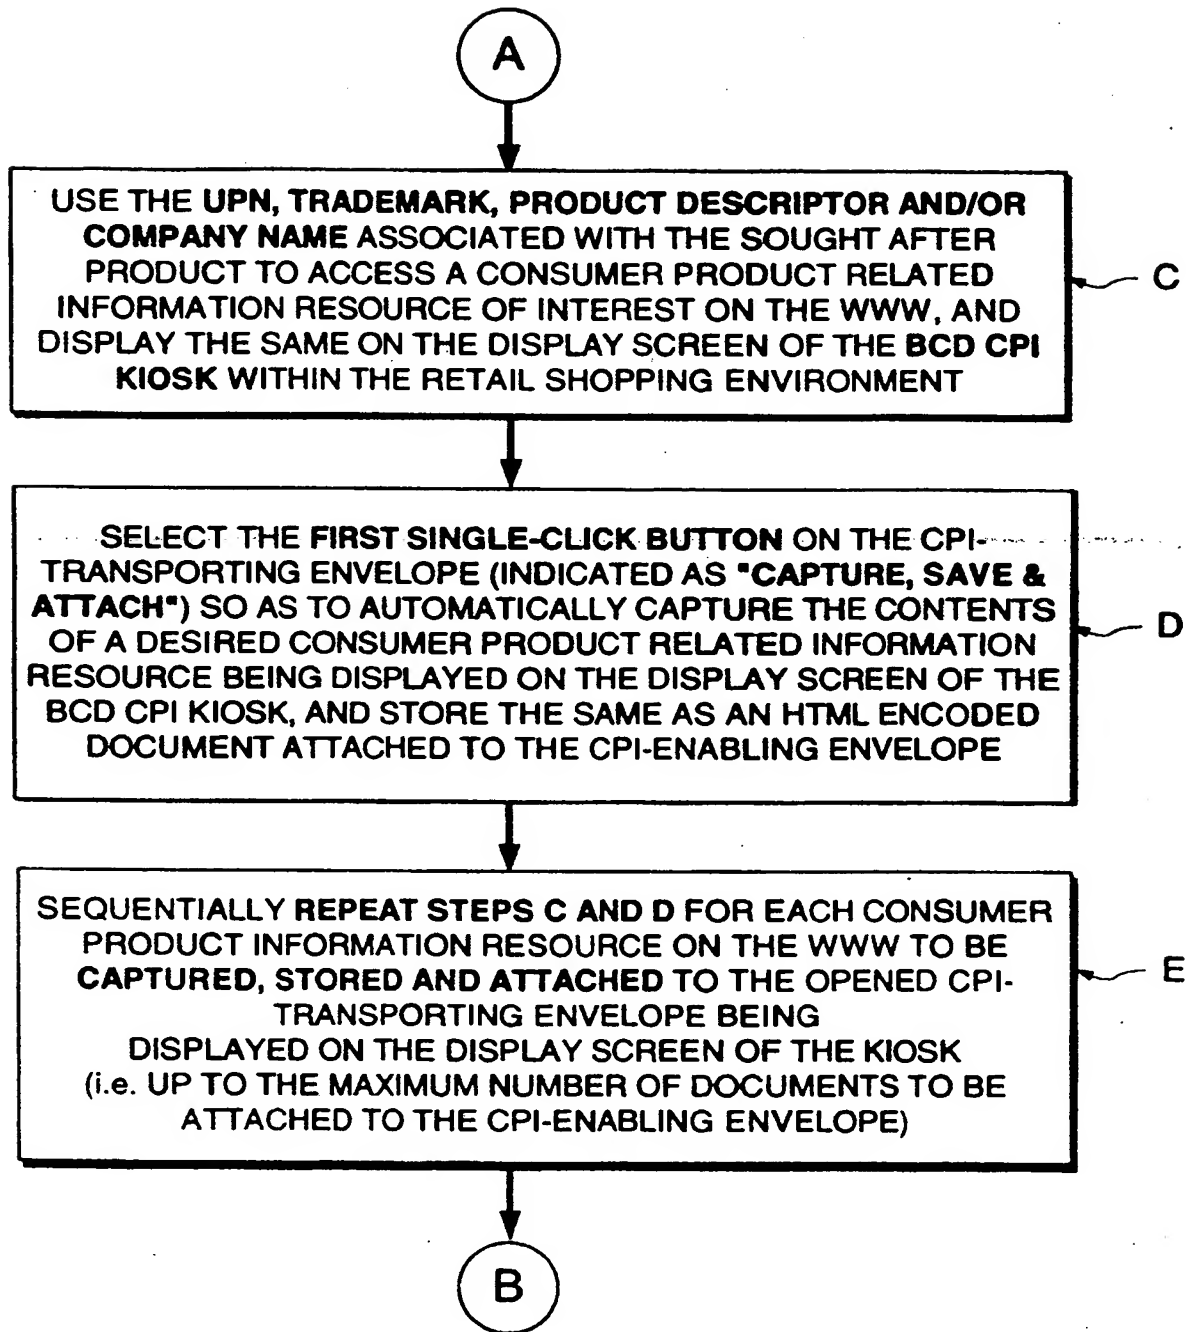 A
USE THE UPN, TRADEMARK, PRODUCT DESCRIPTOR AND/OR
COMPANY NAME ASSOCIATED WITH THE SOUGHT AFTER
PRODUCT TO ACCESS A CONSUMER PRODUCT RELATED
INFORMATION RESOURCE OF INTEREST ON THE WWW, AND
DISPLAY THE SAME ON THE DISPLAY SCREEN OF THE BCD CPI
KIOSK WITHIN THE RETAIL SHOPPING ENVIRONMENT
C
SELECT THE FIRST SINGLE-CLICK BUTTON ON THE CPI-
TRANSPORTING ENVELOPE (INDICATED AS "CAPTURE, SAVE &
ATTACH") SO AS TO AUTOMATICALLY CAPTURE THE CONTENTS
OF A DESIRED CONSUMER PRODUCT RELATED INFORMATION
RESOURCE BEING DISPLAYED ON THE DISPLAY SCREEN OF THE
BCD CPI KIOSK, AND STORE THE SAME AS AN HTML ENCODED
DOCUMENT ATTACHED TO THE CPI-ENABLING ENVELOPE
D
SEQUENTIALLY REPEAT STEPS C AND D FOR EACH CONSUMER
PRODUCT INFORMATION RESOURCE ON THE WWW TO BE
CAPTURED, STORED AND ATTACHED TO THE OPENED CPI-
TRANSPORTING ENVELOPE BEING
DISPLAYED ON THE DISPLAY SCREEN OF THE KIOSK
(i.e. UP TO THE MAXIMUM NUMBER OF DOCUMENTS TO BE
ATTACHED TO THE CPI-ENABLING ENVELOPE)
E
B